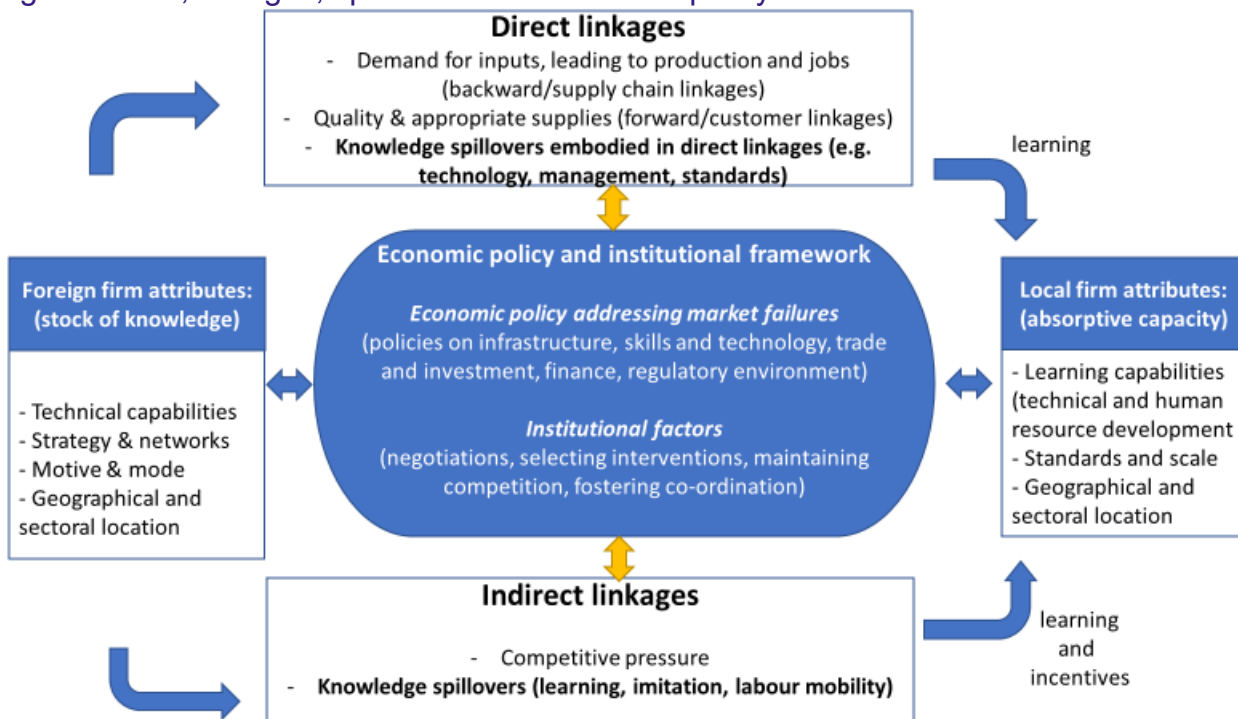 Direct linkages
- Demand for inputs, leading to production and jobs
(backward/supply chain linkages)
- Quality & appropriate supplies (forward/customer linkages)
- Knowledge spillovers embodied in direct linkages (e.g.
technology, management, standards)
learning
Economic policy and institutional framework
Economic policy addressing market failures
(policies on infrastructure, skills and technology, trade
and investment, finance, regulatory environment)
Institutional factors
(negotiations, selecting interventions, maintaining
competition, fostering co-ordination)
Foreign firm attributes:
(stock of knowledge)
- Technical capabilities
- Strategy & networks
- Motive & mode
- Geographical and
sectoral location
Local firm attributes:
(absorptive capacity)
- Learning capabilities
(technical and human
resource development
- Standards and scale
- Geographical and
sectoral location
Indirect linkages
- Competitive pressure
- Knowledge spillovers (learning, imitation, labour mobility)
learning
and
incentives